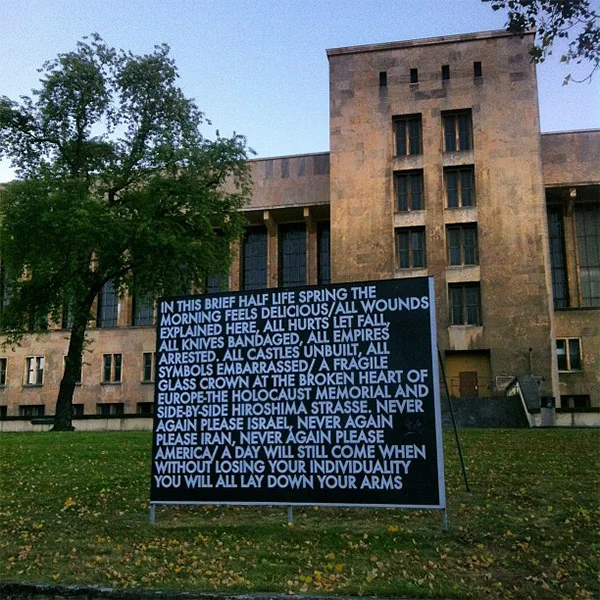 IN THIS BRIEF HALF LIFE SPRING THE
MORNING FEELS DELICIOUS/ALL WOUNDS
EXPLAINED HERE, ALL HURTS LET FALL,
ALL KNIVES BANDAGED, ALL EMPIRES
ARRESTED. ALL CASTLES UNBUILT, ALL
SYMBOLS EMBARRASSED/ A FRAGILE
GLASS CROWN AT THE BROKEN HEART OF
EUROPE-THE HOLOCAUST MEMORIAL AND
SIDE-BY-SIDE HIROSHIMA STRASSE. NEVER
AGAIN PLEASE ISRAEL, NEVER AGAIN
PLEASE IRAN, NEVER AGAIN PLEASE
AMERICA/ A DAY WILL STILL COME WHEN
WITHOUT LOSING YOUR INDIVIDUALITY
YOU WILL ALL LAY DOWN YOUR ARMS